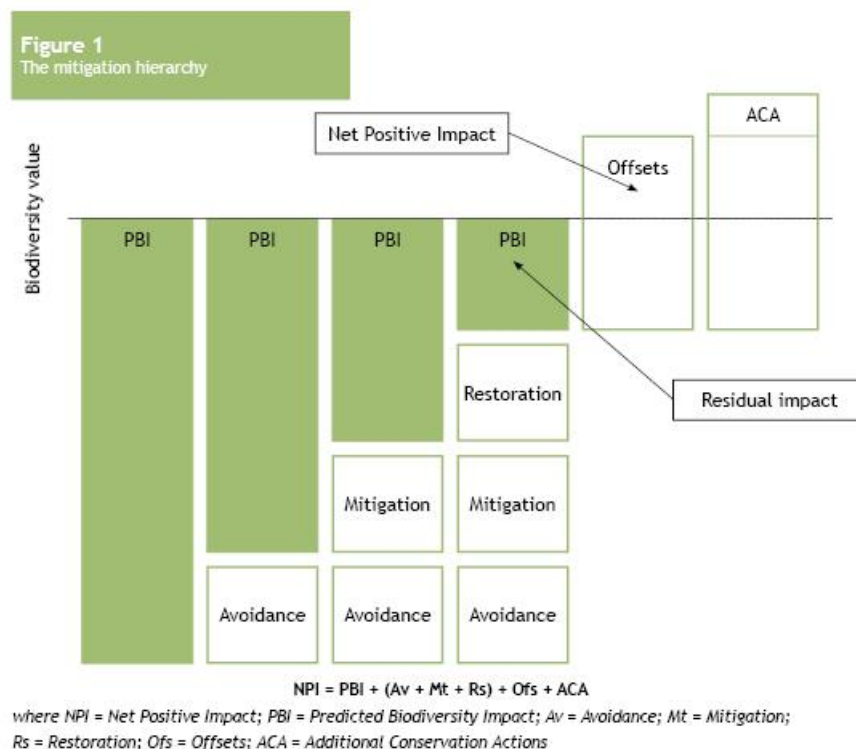 Figure 1
The mitigation hierarchy
Biodiversity value
Net Positive Impact
ACA
Offsets
PBI
PBI
PBI
PBI
Restoration
Residual impact
Mitigation
Mitigation
Avoidance
Avoidance
Avoidance
NPI = PBI + (Av + Mt + Rs) + Ofs + ACA
where NPI = Net Positive Impact; PBI = Predicted Biodiversity Impact; Av = Avoidance; Mt = Mitigation;
Rs = Restoration; Ofs = Offsets; ACA = Additional Conservation Actions